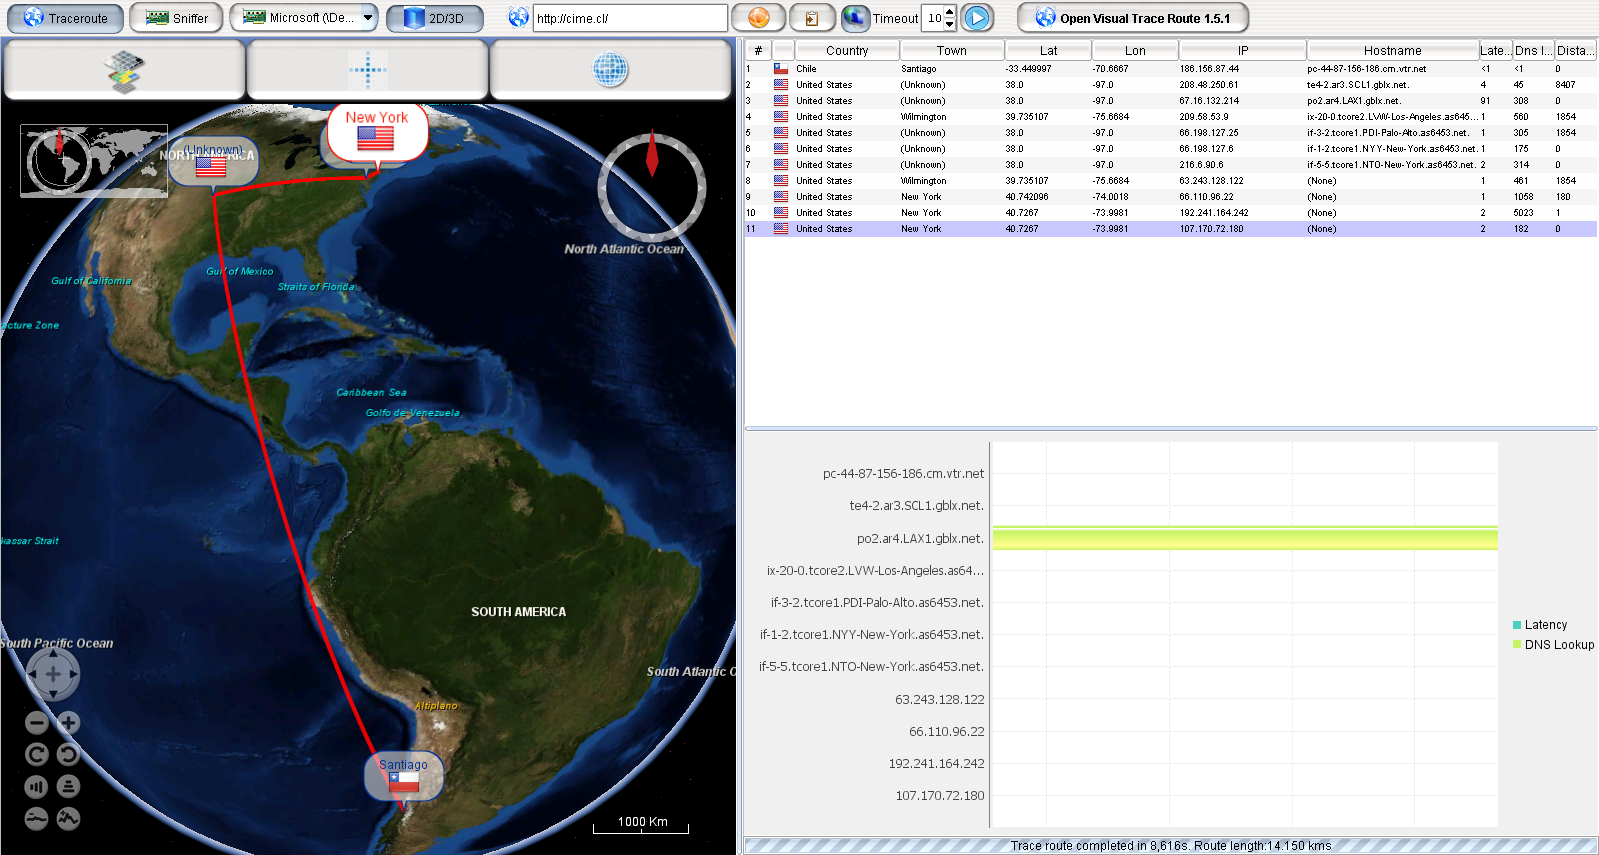 Traceroute Sniffer Microsoft (\De... 2D/3D http://cime.cl/ Timeout 10 Open Visual Trace Route 1.5.1
New York
(Unknown)
NORTH AMERICA
North Atlantic Ocean
Gulf of Mexico
Gulf of California
Straits of Florida
acture Zone
Caribbean Sea
Golfo de Venezuela
kassar Strait
SOUTH AMERICA
South Pacific Ocean
South Atlantic O
Altiplano
Santiago
1000 Km
# Country Town Lat Lon IP Hostname Late... Dns l... Dista...
1 Chile Santiago -33.449997 -70.6667 186.156.87.44 pc-44-87-156-186.cm.vtr.net <1 <1 0
2 United States (Unknown) 38.0 -97.0 208.48.250.61 te4-2.ar3.SCL1.gblx.net. 4 45 8407
3 United States (Unknown) 38.0 -97.0 67.16.132.214 po2.ar4.LAX1.gblx.net. 91 308 0
4 United States Wilmington 39.735107 -75.6684 209.58.53.9 ix-20-0.tcore2.LVW-Los-Angeles.as645... 1 560 1854
5 United States (Unknown) 38.0 -97.0 66.198.127.25 if-3-2.tcore1.PDI-Palo-Alto.as6453.net. 1 305 1854
6 United States (Unknown) 38.0 -97.0 66.198.127.6 if-1-2.tcore1.NYY-New-York.as6453.net. 1 175 0
7 United States (Unknown) 38.0 -97.0 216.6.90.6 if-5-5.tcore1.NTO-New-York.as6453.net. 2 314 0
8 United States Wilmington 39.735107 -75.6684 63.243.128.122 (None) 1 461 1854
9 United States New York 40.742096 -74.0018 66.110.96.22 (None) 1 1058 180
10 United States New York 40.7267 -73.9981 192.241.164.242 (None) 2 5023 1
11 United States New York 40.7267 -73.9981 107.170.72.180 (None) 2 182 0
pc-44-87-156-186.cm.vtr.net
te4-2.ar3.SCL1.gblx.net.
po2.ar4.LAX1.gblx.net.
ix-20-0.tcore2.LVW-Los-Angeles.as64...
if-3-2.tcore1.PDI-Palo-Alto.as6453.net.
if-1-2.tcore1.NYY-New-York.as6453.net.
if-5-5.tcore1.NTO-New-York.as6453.net.
63.243.128.122
66.110.96.22
192.241.164.242
107.170.72.180
Latency
DNS Lookup
Trace route completed in 8,616s. Route length:14.150 kms